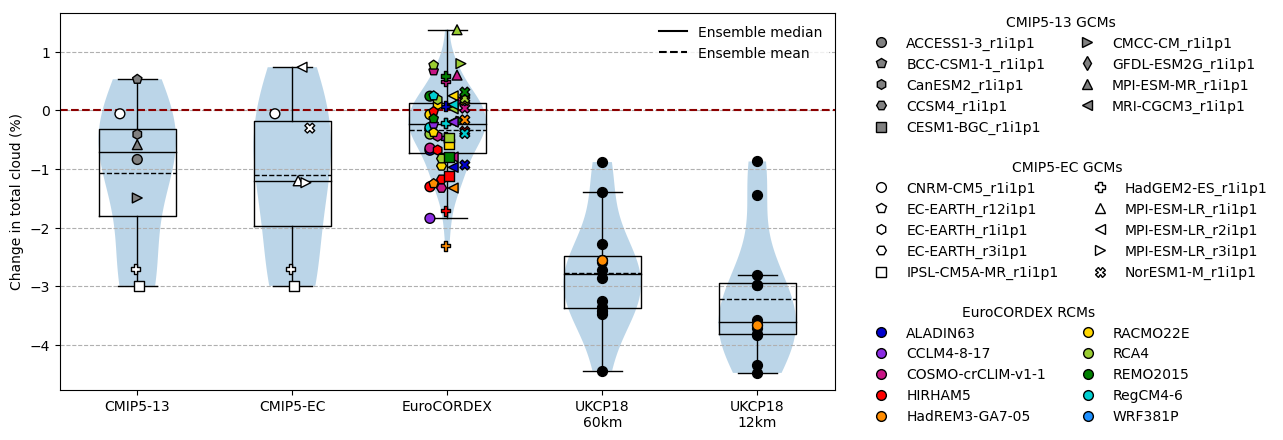 Change in total cloud (%)
1
0
−1
−2
−3
−4
Ensemble median
Ensemble mean
CMIP5-13
CMIP5-EC
EuroCORDEX
UKCP18
60km
UKCP18
12km
CMIP5-13 GCMs
ACCESS1-3_r1i1p1
BCC-CSM1-1_r1i1p1
CanESM2_r1i1p1
CCSM4_r1i1p1
CESM1-BGC_r1i1p1
CMCC-CM_r1i1p1
GFDL-ESM2G_r1i1p1
MPI-ESM-MR_r1i1p1
MRI-CGCM3_r1i1p1
CMIP5-EC GCMs
CNRM-CM5_r1i1p1
EC-EARTH_r12i1p1
EC-EARTH_r1i1p1
EC-EARTH_r3i1p1
IPSL-CM5A-MR_r1i1p1
HadGEM2-ES_r1i1p1
MPI-ESM-LR_r1i1p1
MPI-ESM-LR_r2i1p1
MPI-ESM-LR_r3i1p1
NorESM1-M_r1i1p1
EuroCORDEX RCMs
ALADIN63
CCLM4-8-17
COSMO-crCLIM-v1-1
HIRHAM5
HadREM3-GA7-05
RACMO22E
RCA4
REMO2015
RegCM4-6
WRF381P